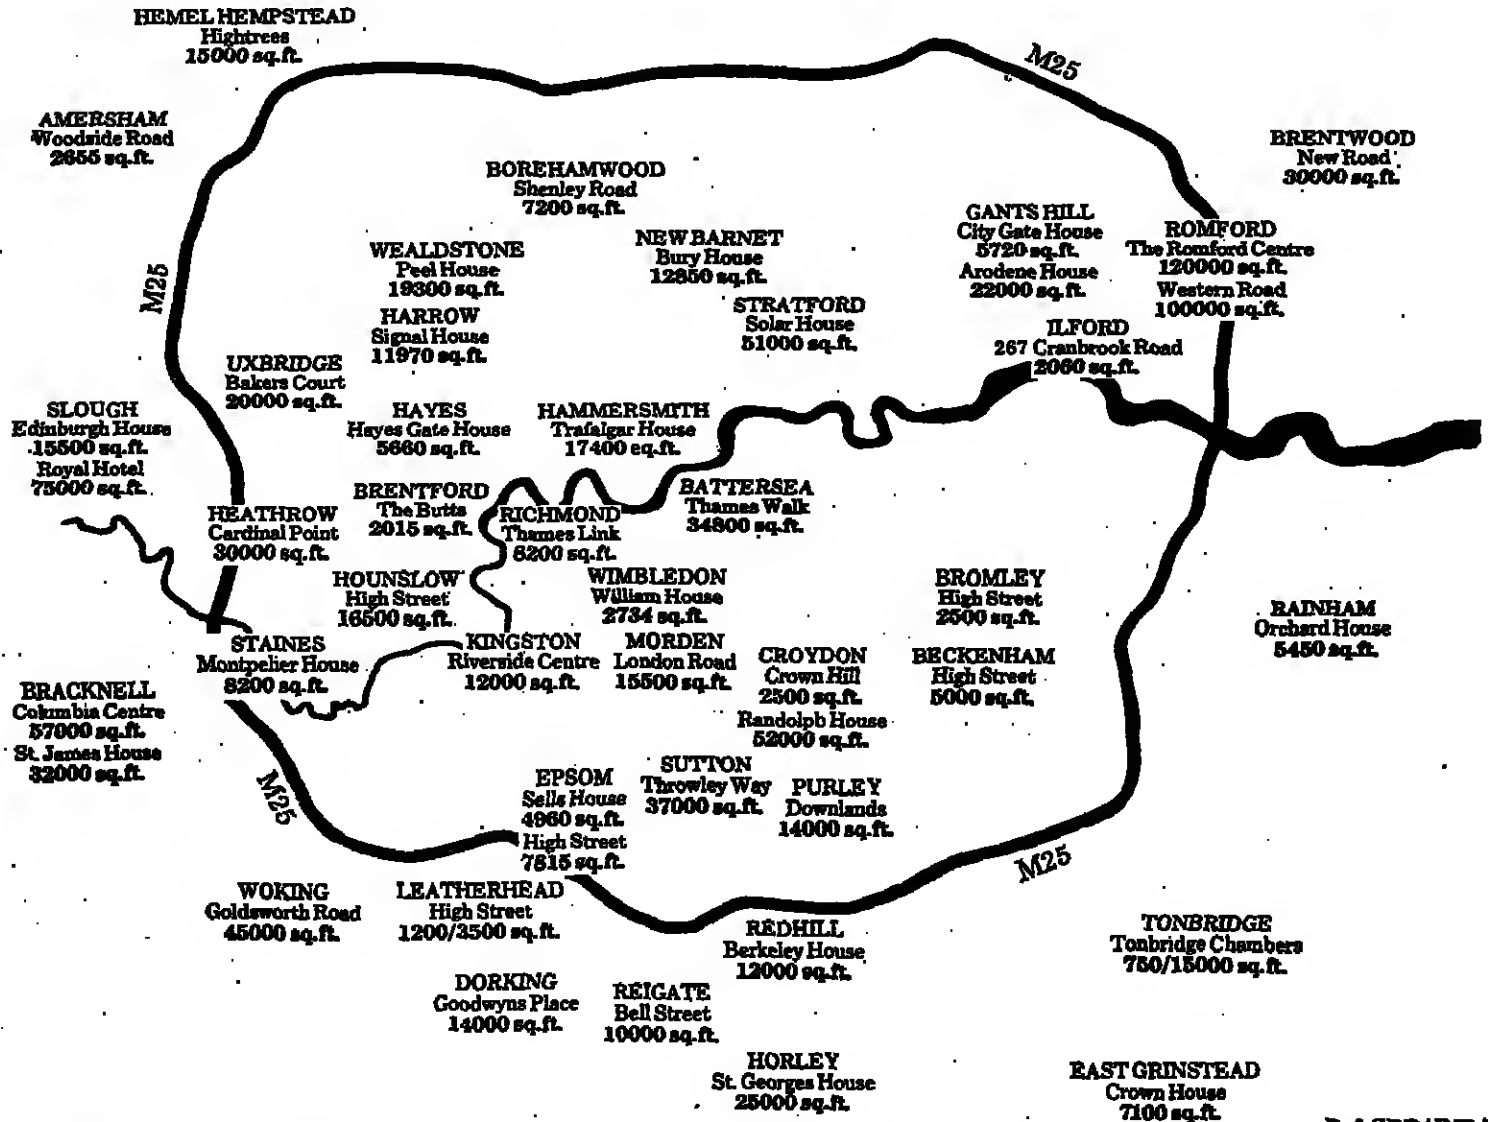 HEMEL HEMPSTEAD
Hightrees
15000 sq.ft.
M25
AMERSHAM
Woodside Road
2655 sq.ft.
BRENTWOOD
New Road
30000 sq.ft.
BOREHAMWOOD
Shenley Road
7200 sq.ft.
GANTS HILL
City Gate House
5720 sq.ft.
Arodene House
22000 sq.ft.
ROMFORD
The Romford Centre
120000 sq.ft.
Western Road
100000 sq.ft.
WEALDSTONE
Peel House
19300 sq.ft.
NEW BARNET
Bury House
12850 sq.ft.
M25
HARROW
Signal House
11970 sq.ft.
STRATFORD
Solar House
51000 sq.ft.
ILFORD
267 Cranbrook Road
2060 sq.ft.
UXBRIDGE
Bakers Court
20000 sq.ft.
SLOUGH
Edinburgh House
15500 sq.ft.
Royal Hotel
75000 sq.ft.
HAYES
Hayes Gate House
5660 sq.ft.
HAMMERSMITH
Trafalgar House
17400 sq.ft.
BRENTFORD
The Butts
2015 sq.ft.
BATTERSEA
Thames Walk
34800 sq.ft.
HEATHROW
Cardinal Point
30000 sq.ft.
RICHMOND
Thames Link
8200 sq.ft.
HOUNSLOW
High Street
16500 sq.ft.
WIMBLEDON
William House
2734 sq.ft.
BROMLEY
High Street
2500 sq.ft.
RAINHAM
Orchard House
5450 sq.ft.
STAINES
Montpelier House
8200 sq.ft.
KINGSTON
Riverside Centre
12000 sq.ft.
MORDEN
London Road
15500 sq.ft.
CROYDON
Crown Hill
2500 sq.ft.
Randolph House
52000 sq.ft.
BECKENHAM
High Street
5000 sq.ft.
BRACKNELL
Columbia Centre
57000 sq.ft.
St. James House
32000 sq.ft.
M25
EPSOM
Sells House
4960 sq.ft.
High Street
7815 sq.ft.
SUTTON
Throwley Way
37000 sq.ft.
PURLEY
Downlands
14000 sq.ft.
M25
WOKING
Goldsworth Road
45000 sq.ft.
LEATHERHEAD
High Street
1200/3500 sq.ft.
REDHILL
Berkeley House
12000 sq.ft.
TONBRIDGE
Tonbridge Chambers
750/15000 sq.ft.
DORKING
Goodwyns Place
14000 sq.ft.
REIGATE
Bell Street
10000 sq.ft.
HORLEY
St. Georges House
25000 sq.ft.
EAST GRINSTEAD
Crown House
7100 sq.ft.